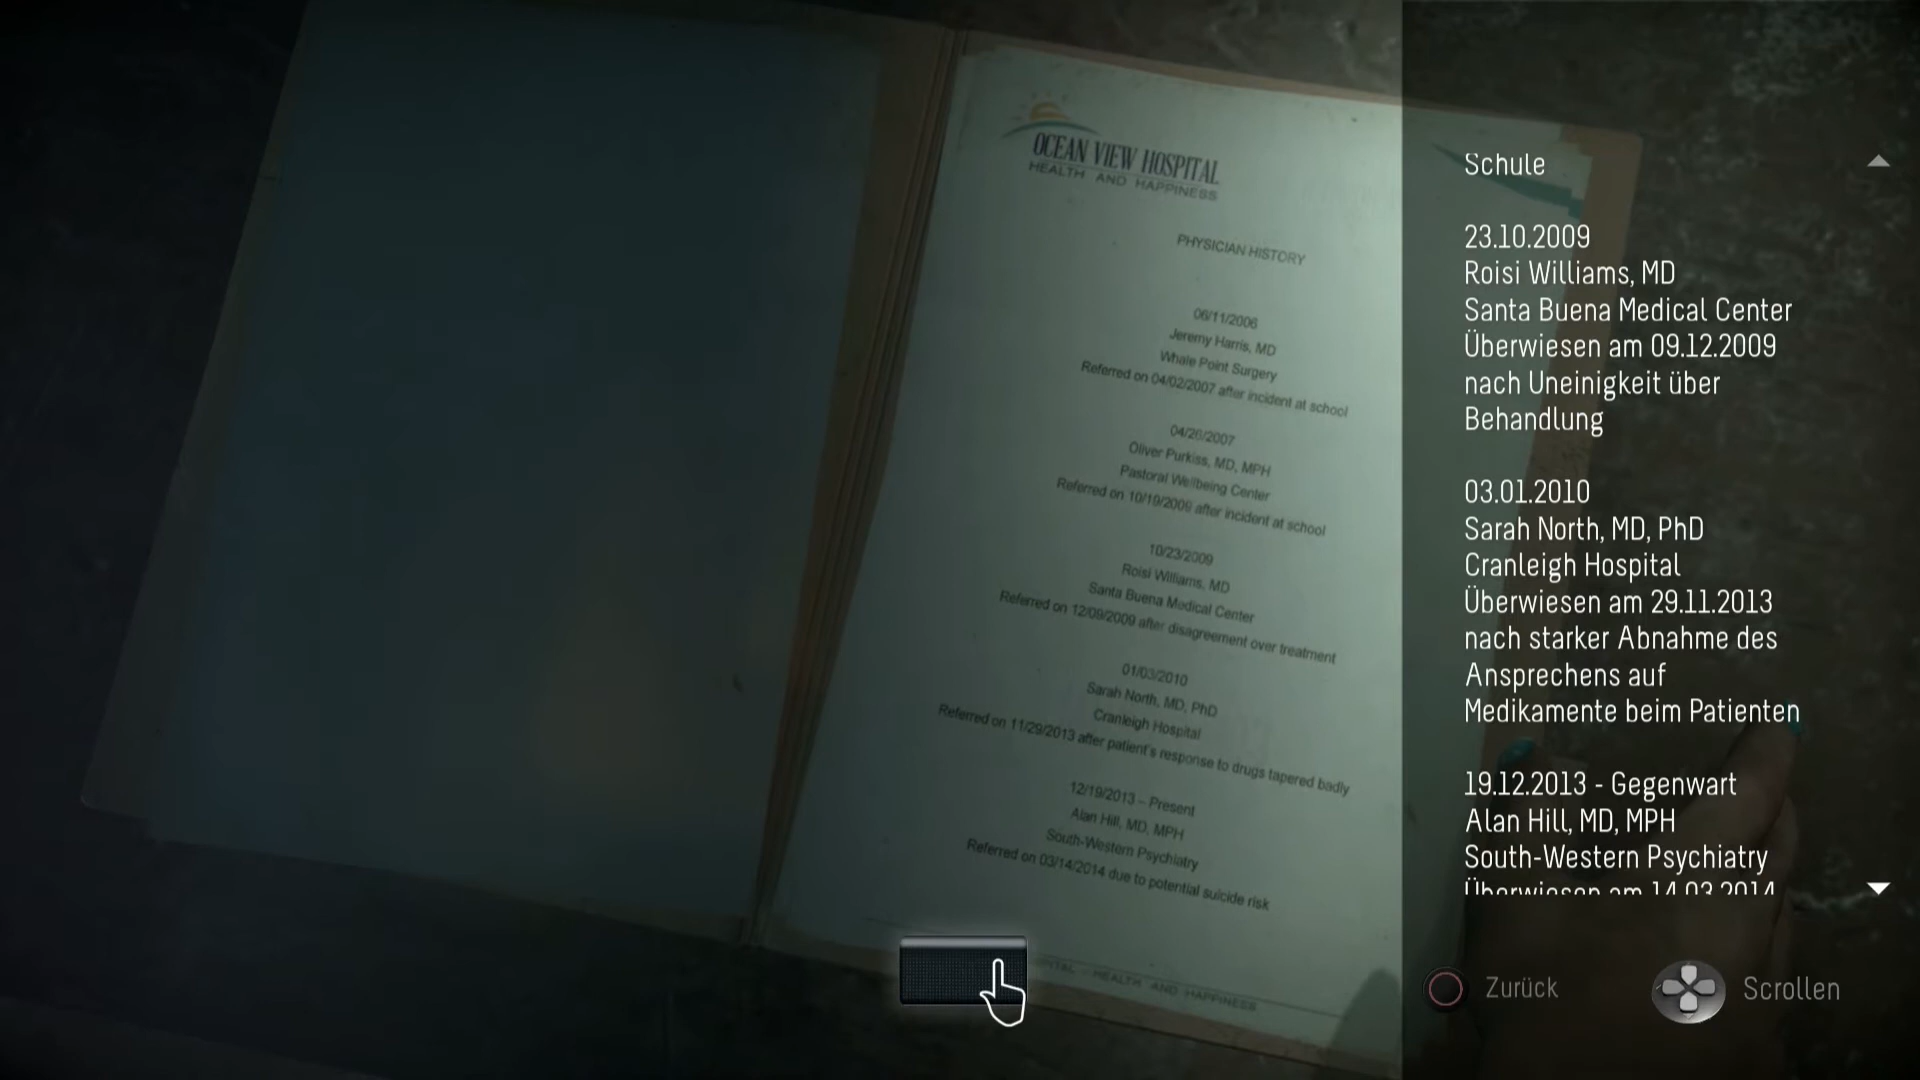 OCEAN VIEW HOSPITAL
HEALTH AND HAPPINESS
PHYSICIAN HISTORY
06/11/2006
Jeremy Harris, MD
Whale Point Surgery
Referred on 04/02/2007 after incident at school
04/26/2007
Oliver Purkiss, MD, MPH
Pastoral Wellbeing Center
Referred on 10/19/2009 after incident at school
10/23/2009
Roisi Williams, MD
Santa Buena Medical Center
Referred on 12/09/2009 after disagreement over treatment
01/03/2010
Sarah North, MD, PhD
Cranleigh Hospital
Referred on 11/29/2013 after patient's response to drugs tapered badly
12/19/2013 – Present
Alan Hill, MD, MPH
South-Western Psychiatry
Referred on 03/14/2014 due to potential suicide risk
- HEALTH AND HAPPINESS
Schule
23.10.2009
Roisi Williams, MD
Santa Buena Medical Center
Überwiesen am 09.12.2009
nach Uneinigkeit über
Behandlung
03.01.2010
Sarah North, MD, PhD
Cranleigh Hospital
Überwiesen am 29.11.2013
nach starker Abnahme des
Ansprechens auf
Medikamente beim Patienten
19.12.2013 - Gegenwart
Alan Hill, MD, MPH
South-Western Psychiatry
Überwiesen am 14.03.2014
Zurück
Scrollen